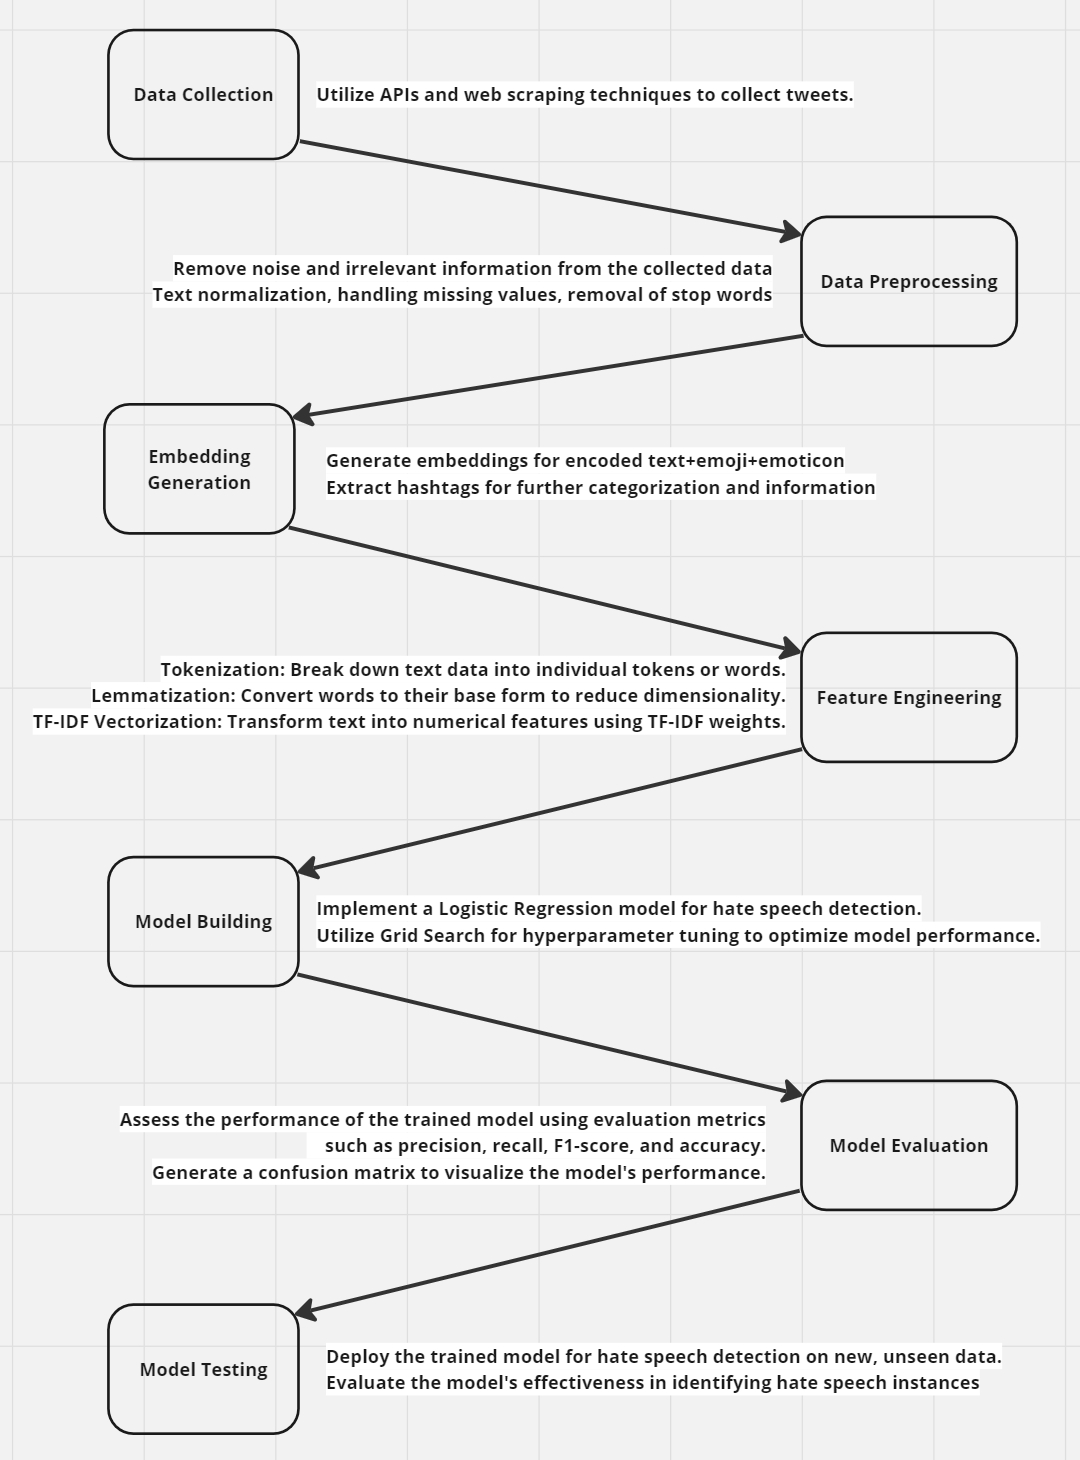 Data Collection
Utilize APIs and web scraping techniques to collect tweets.
Remove noise and irrelevant information from the collected data
Text normalization, handling missing values, removal of stop words
Data Preprocessing
Embedding
Generation
Generate embeddings for encoded text+emoji+emoticon
Extract hashtags for further categorization and information
Tokenization: Break down text data into individual tokens or words.
Lemmatization: Convert words to their base form to reduce dimensionality.
TF-IDF Vectorization: Transform text into numerical features using TF-IDF weights.
Feature Engineering
Model Building
Implement a Logistic Regression model for hate speech detection.
Utilize Grid Search for hyperparameter tuning to optimize model performance.
Assess the performance of the trained model using evaluation metrics
such as precision, recall, F1-score, and accuracy.
Generate a confusion matrix to visualize the model's performance.
Model Evaluation
Model Testing
Deploy the trained model for hate speech detection on new, unseen data.
Evaluate the model's effectiveness in identifying hate speech instances